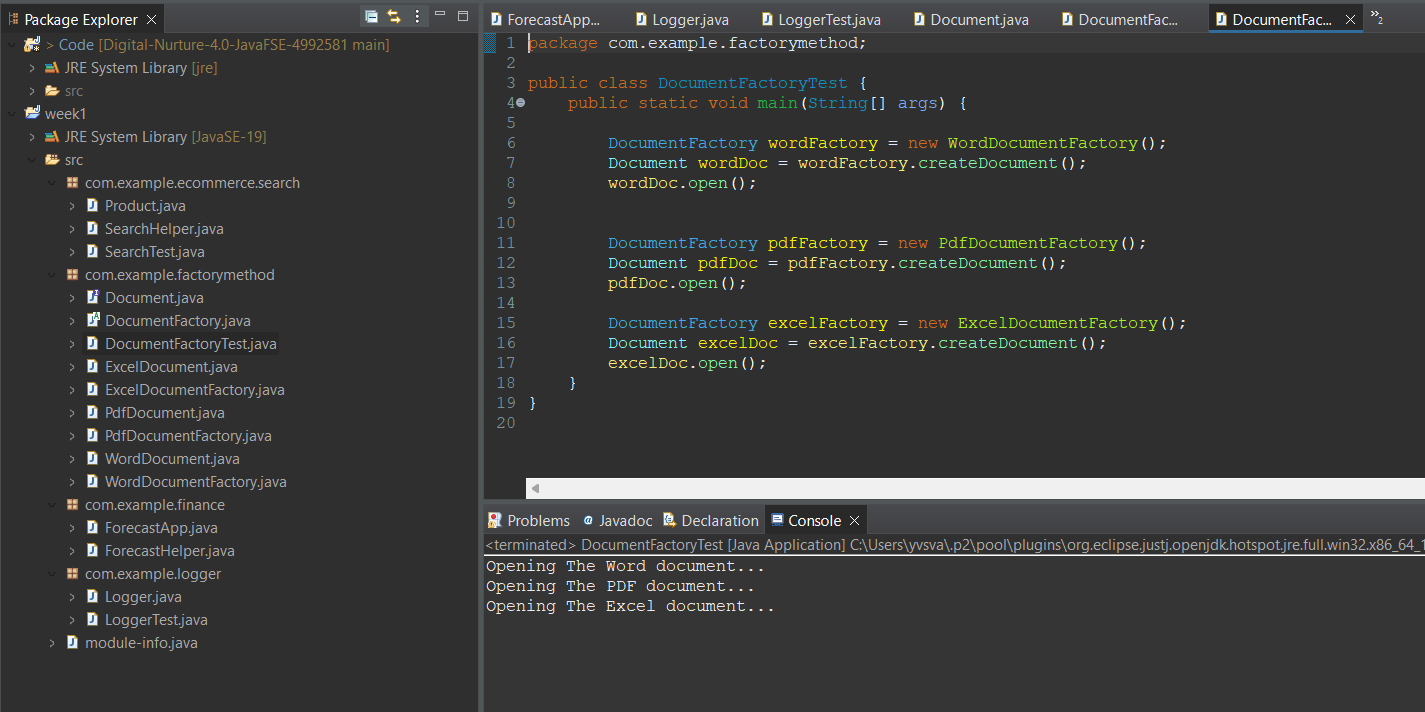 Package Explorer
> Code [Digital-Nurture-4.0-JavaFSE-4992581 main]
JRE System Library [jre]
src
week1
JRE System Library [JavaSE-19]
src
com.example.ecommerce.search
Product.java
SearchHelper.java
SearchTest.java
com.example.factorymethod
Document.java
DocumentFactory.java
DocumentFactoryTest.java
ExcelDocument.java
ExcelDocumentFactory.java
PdfDocument.java
PdfDocumentFactory.java
WordDocument.java
WordDocumentFactory.java
com.example.finance
ForecastApp.java
ForecastHelper.java
com.example.logger
Logger.java
LoggerTest.java
module-info.java
ForecastApp... Logger.java LoggerTest.java Document.java DocumentFac... DocumentFac... »2
1 package com.example.factorymethod;
2
3 public class DocumentFactoryTest {
4 public static void main(String[] args) {
5
6 DocumentFactory wordFactory = new WordDocumentFactory();
7 Document wordDoc = wordFactory.createDocument();
8 wordDoc.open();
9
10
11 DocumentFactory pdfFactory = new PdfDocumentFactory();
12 Document pdfDoc = pdfFactory.createDocument();
13 pdfDoc.open();
14
15 DocumentFactory excelFactory = new ExcelDocumentFactory();
16 Document excelDoc = excelFactory.createDocument();
17 excelDoc.open();
18 }
19 }
20
Problems Javadoc Declaration Console
<terminated> DocumentFactoryTest [Java Application] C:\Users\yvsva\.p2\pool\plugins\org.eclipse.justj.openjdk.hotspot.jre.full.win32.x86_64_1
Opening The Word document...
Opening The PDF document...
Opening The Excel document...